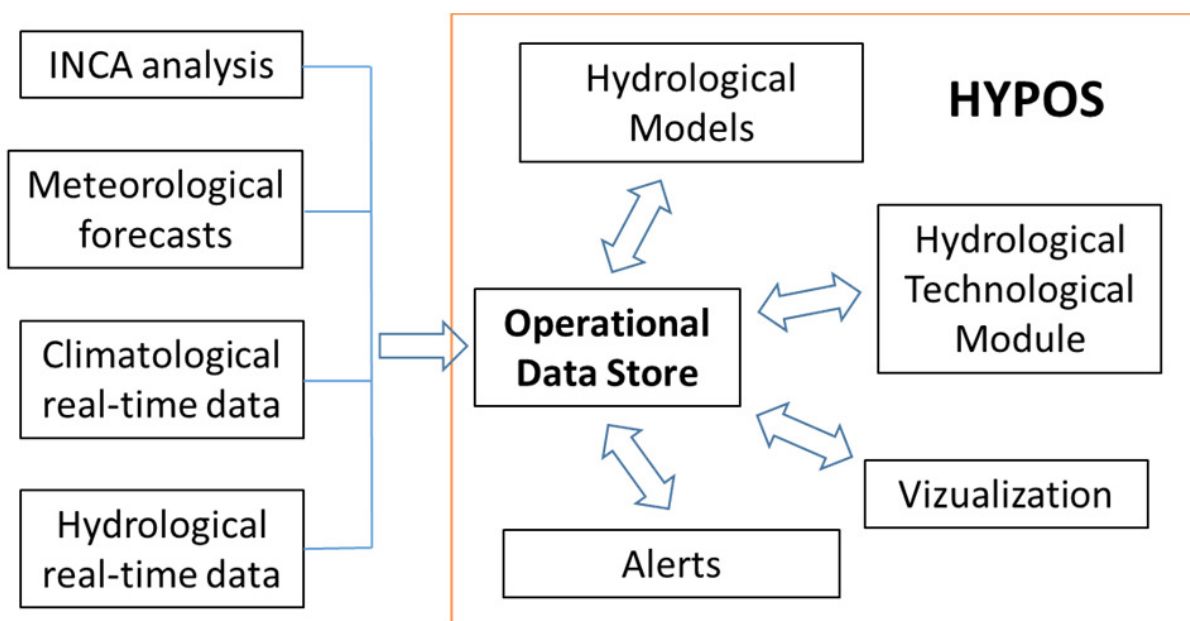 INCA analysis
Meteorological
forecasts
Climatological
real-time data
Hydrological
real-time data
HYPOS
Hydrological
Models
Hydrological
Technological
Module
Operational
Data Store
Vizualization
Alerts